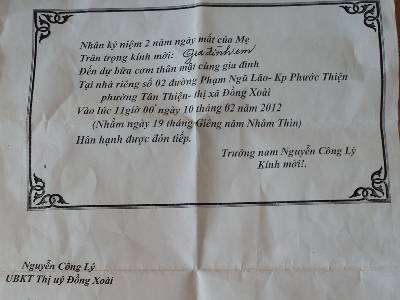 Nhân kỷ niệm 2 năm ngày mất của Mẹ
Trân trọng kính mời: Gia đình em
Đến dự bữa cơm thân mật cùng gia đình
Tại nhà riêng số 02 đường Phạm Ngũ Lão- Kp Phước Thiện
phường Tân Thiện- thị xã Đồng Xoài
Vào lúc 11giờ 00' ngày 10 tháng 02 năm 2012
(Nhằm ngày 19 tháng Giêng năm Nhâm Thìn)
Hân hạnh được đón tiếp.
Trưởng nam Nguyễn Công Lý
Kính mời!.
Nguyễn Công Lý
UBKT Thị uỷ Đồng Xoài